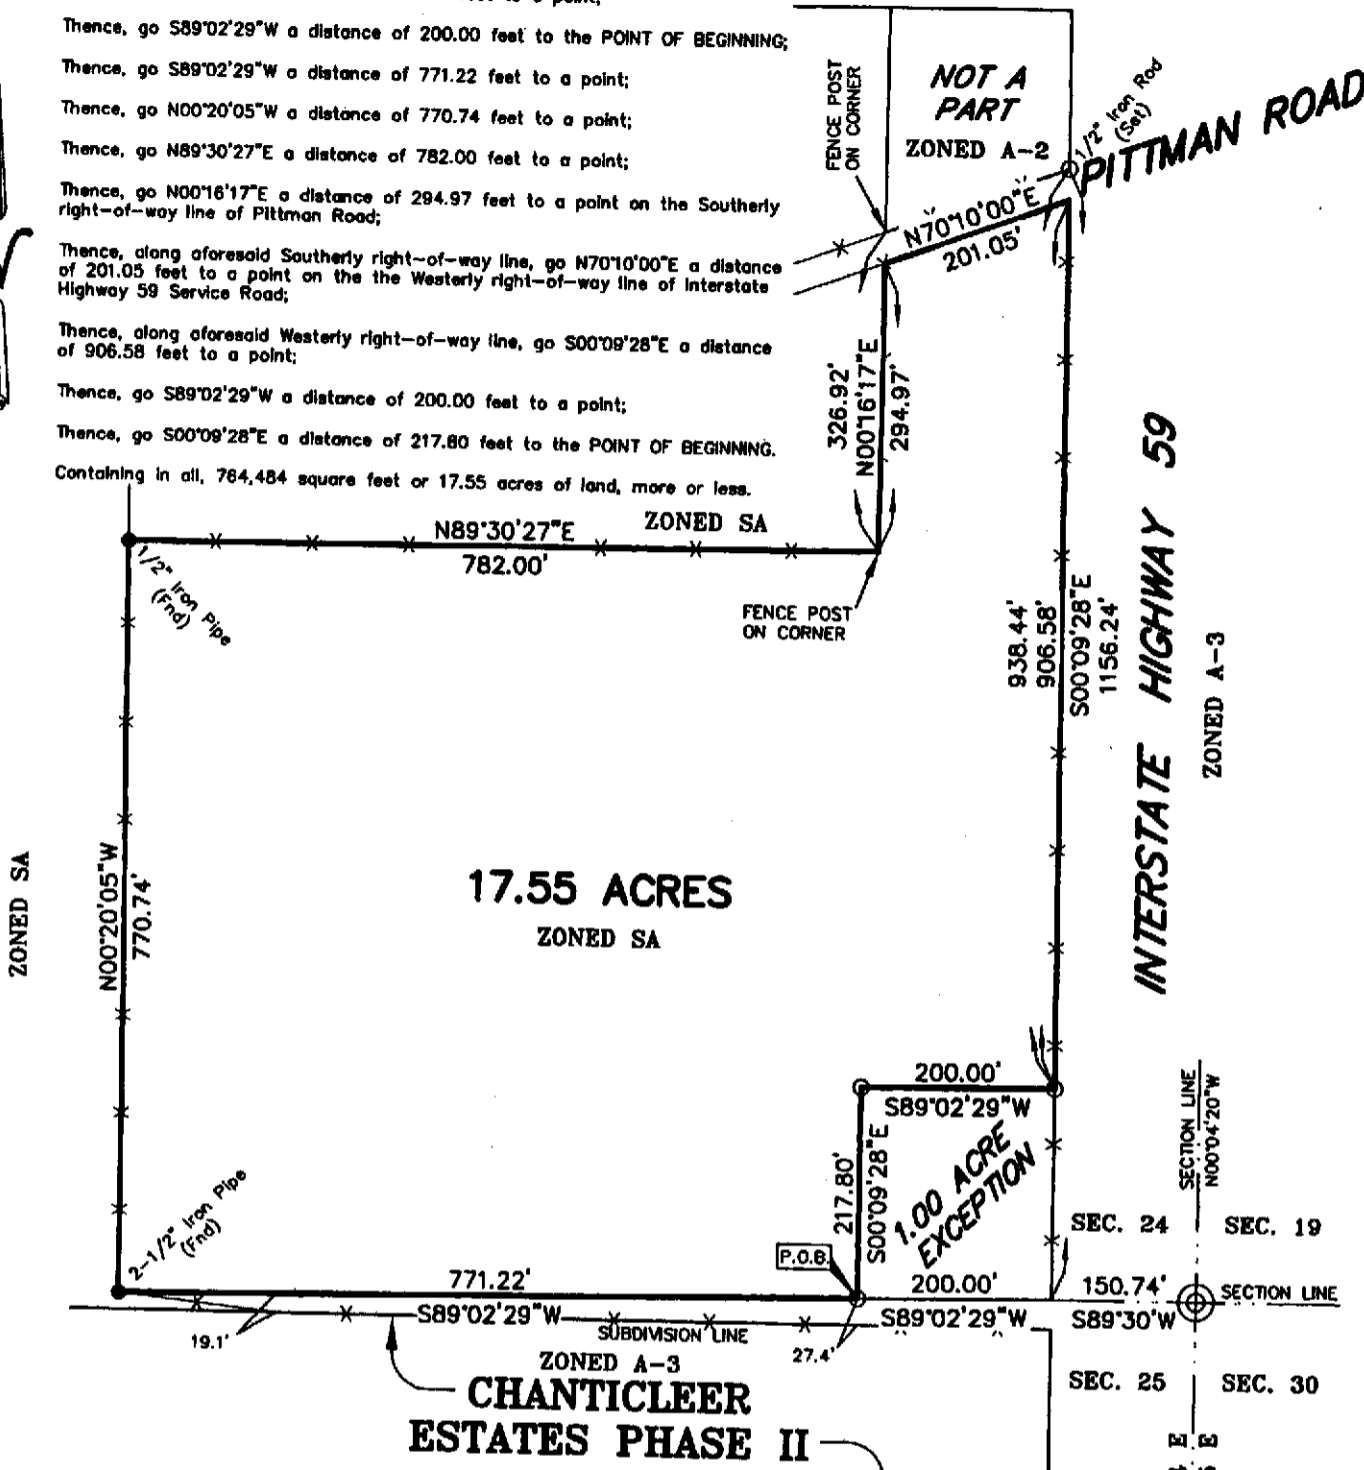 Thence, go S89°02'29"W a distance of 200.00 feet to the POINT OF BEGINNING;
Thence, go S89°02'29"W a distance of 771.22 feet to a point;
Thence, go N00°20'05"W a distance of 770.74 feet to a point;
Thence, go N89°30'27"E a distance of 782.00 feet to a point;
Thence, go N00°16'17"E a distance of 294.97 feet to a point on the Southerly
right-of-way line of Pittman Road;
Thence, along aforesaid Southerly right-of-way line, go N70°10'00"E a distance
of 201.05 feet to a point on the the Westerly right-of-way line of Interstate
Highway 59 Service Road;
Thence, along aforesaid Westerly right-of-way line, go S00°09'28"E a distance
of 906.58 feet to a point;
Thence, go S89°02'29"W a distance of 200.00 feet to a point;
Thence, go S00°09'28"E a distance of 217.80 feet to the POINT OF BEGINNING.
Containing in all, 764,484 square feet or 17.55 acres of land, more or less.
FENCE POST
ON CORNER
NOT A
PART
ZONED A-2
1/2" Iron Rod
(Set)
PITTMAN ROAD
N70°10'00"E
201.05'
326.92'
N00°16'17"E
294.97'
N89°30'27"E
ZONED SA
782.00'
1/2" Iron Pipe
(Fnd)
FENCE POST
ON CORNER
938.44'
906.58'
S00°09'28"E
1156.24'
INTERSTATE HIGHWAY 59
ZONED A-3
ZONED SA
N00°20'05"W
770.74'
17.55 ACRES
ZONED SA
200.00'
S89°02'29"W
217.80'
S00°09'28"E
1.00 ACRE
EXCEPTION
SECTION LINE
N00°04'20"W
SEC. 24
SEC. 19
2-1/2" Iron Pipe
(Fnd)
P.O.B.
771.22'
200.00'
150.74'
SECTION LINE
S89°02'29"W
S89°02'29"W
S89°30'W
19.1'
SUBDIVISION LINE
27.4'
ZONED A-3
CHANTICLEER
ESTATES PHASE II
SEC. 25
SEC. 30
E
E